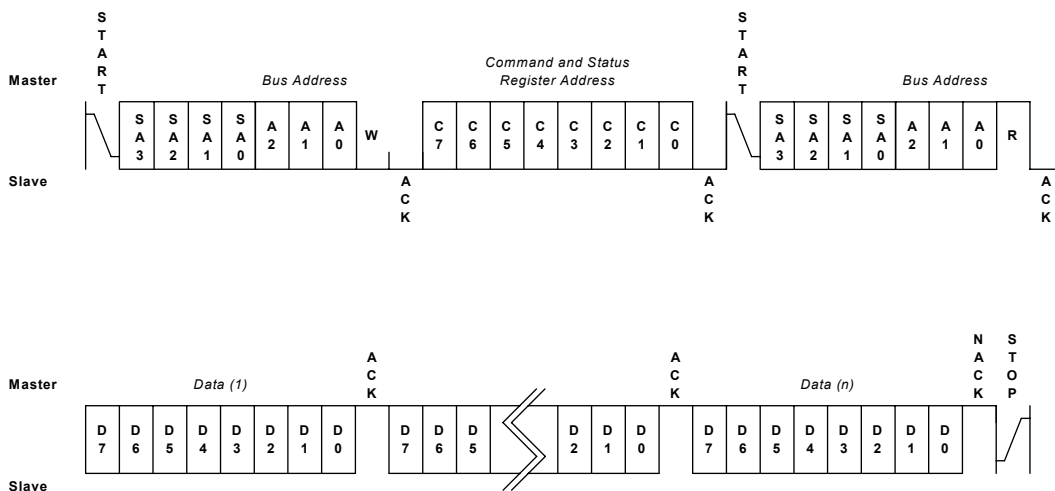 START
START
Command and Status
Master
Bus Address
Register Address
Bus Address
SA3 SA2 SA1 SA0 A2 A1 A0 W
C7 C6 C5 C4 C3 C2 C1 C0
SA3 SA2 SA1 SA0 A2 A1 A0 R
Slave
ACK
ACK
ACK
ACK
ACK
NACK
STOP
Master
Data (1)
Data (n)
D7 D6 D5 D4 D3 D2 D1 D0
D7 D6 D5
D2 D1 D0
D7 D6 D5 D4 D3 D2 D1 D0
Slave